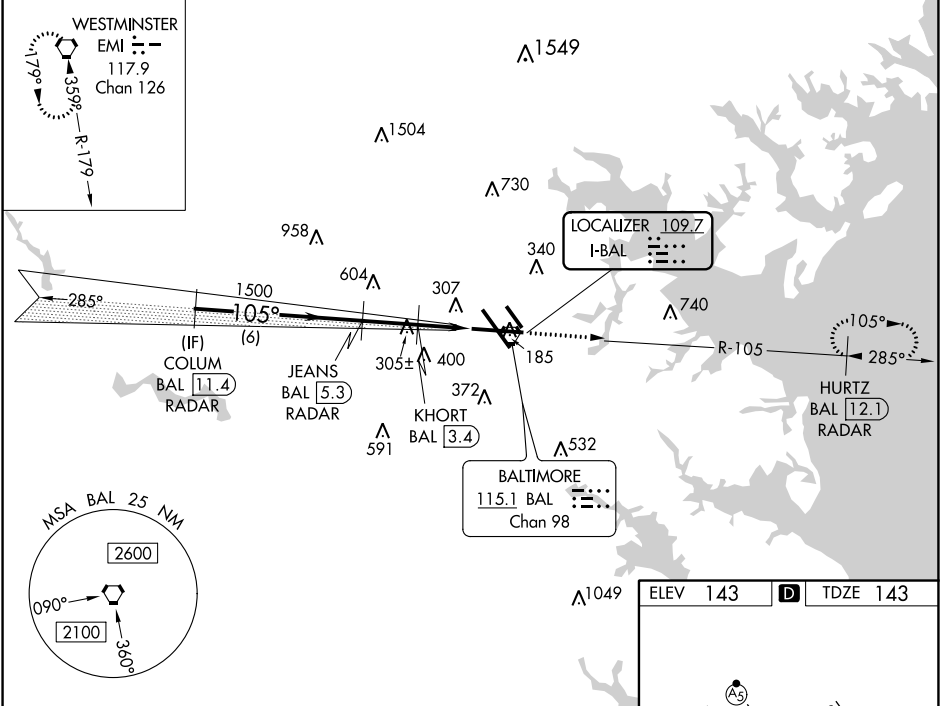 WESTMINSTER
EMI
117.9
Chan 126
179°
359°
R-179
1549
1504
730
958
LOCALIZER 109.7
I-BAL
340
604
307
740
1500
285°
105°
(6)
105°
R-105
285°
185
(IF)
COLUM
BAL 11.4
RADAR
JEANS
BAL 5.3
RADAR
305±
400
372
KHORT
BAL 3.4
HURTZ
BAL 12.1
RADAR
591
532
BALTIMORE
115.1 BAL
Chan 98
MSA BAL 25 NM
2600
090°
2100
360°
1049
ELEV 143 D TDZE 143
A5